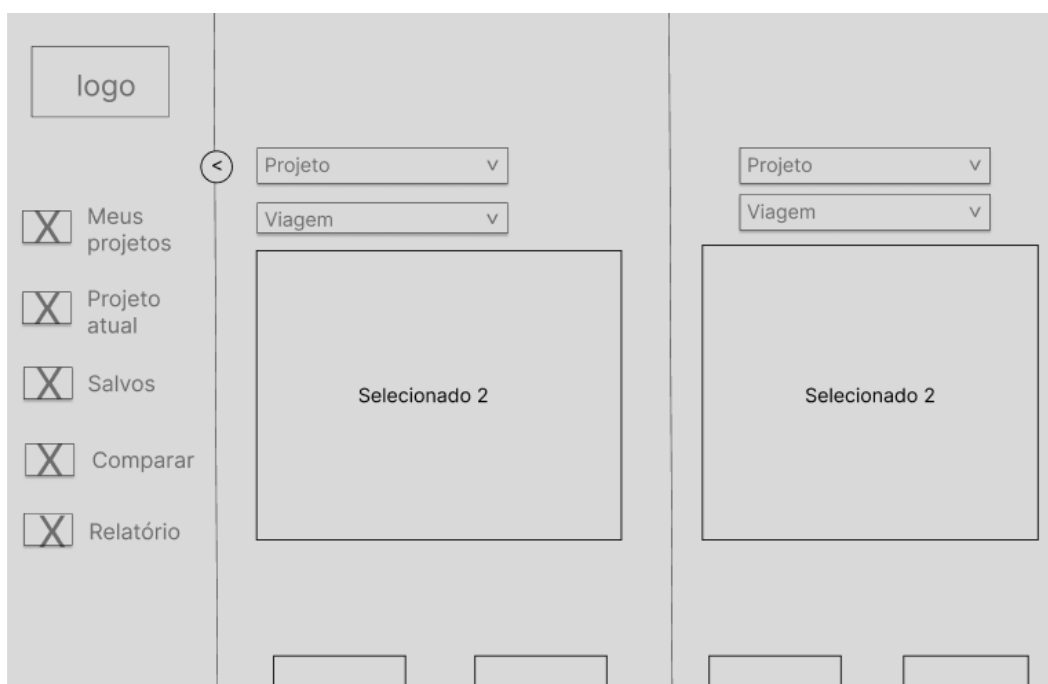 logo
<
Meus
projetos
Projeto
atual
Salvos
Comparar
Relatório
Projeto
Viagem
Selecionado 2
Projeto
Viagem
Selecionado 2